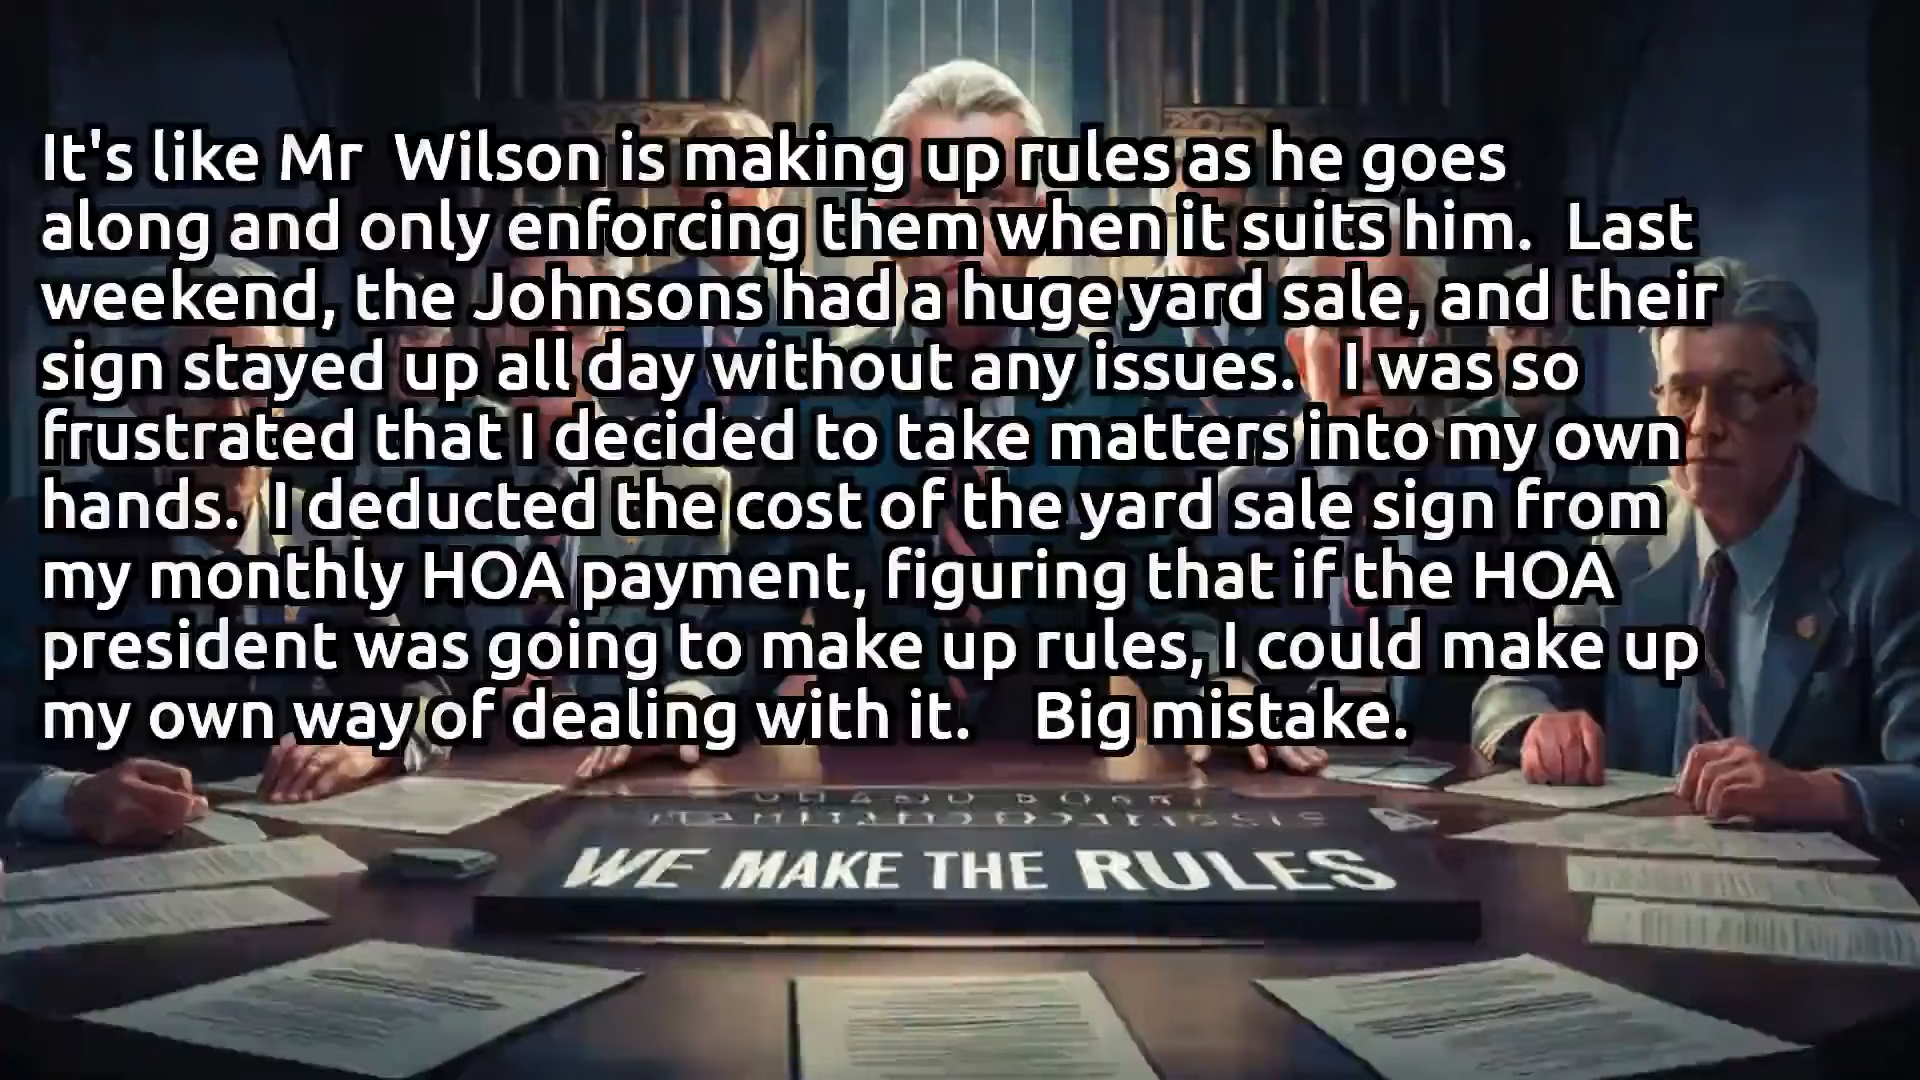 It's like Mr  Wilson is making up rules as he goes
along and only enforcing them when it suits him.  Last
weekend, the Johnsons had a huge yard sale, and their
sign stayed up all day without any issues.   I was so
frustrated that I decided to take matters into my own
hands.  I deducted the cost of the yard sale sign from
my monthly HOA payment, figuring that if the HOA
president was going to make up rules, I could make up
my own way of dealing with it.    Big mistake.
WE MAKE THE RULES